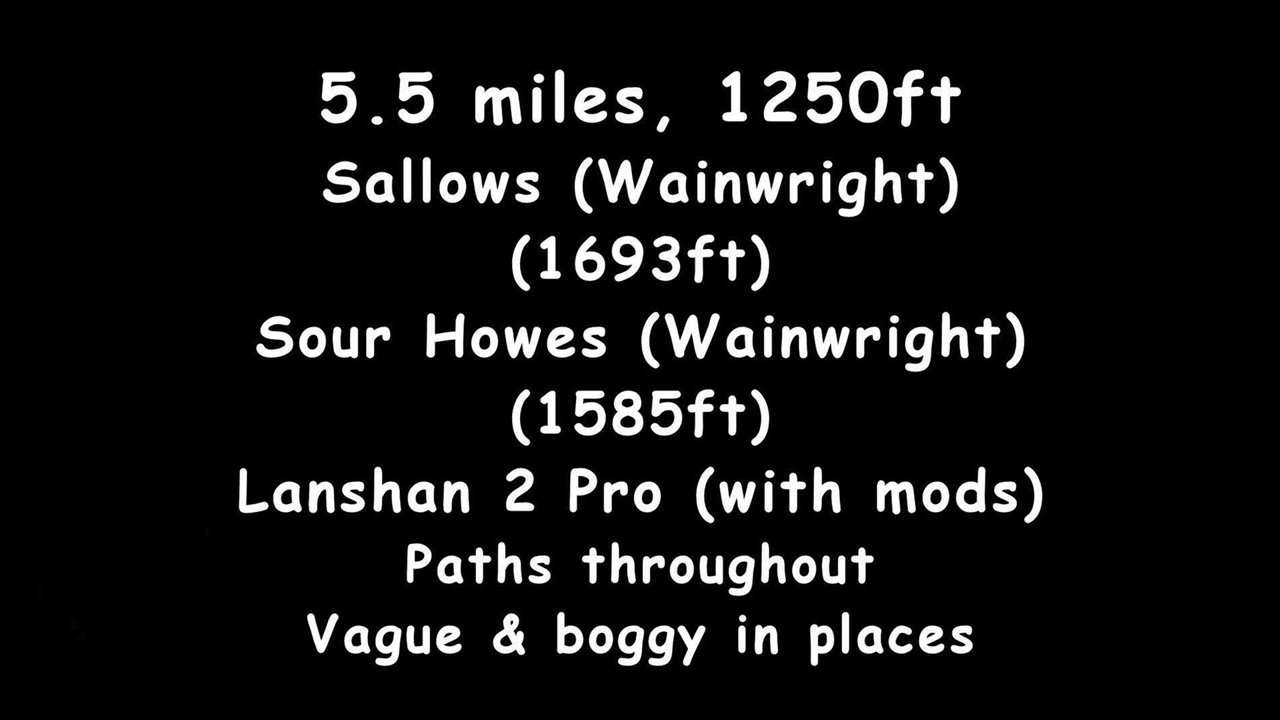 5.5 miles, 1250ft
Sallows (Wainwright)
(1693ft)
Sour Howes (Wainwright)
(1585ft)
Lanshan 2 Pro (with mods)
Paths throughout
Vague & boggy in places